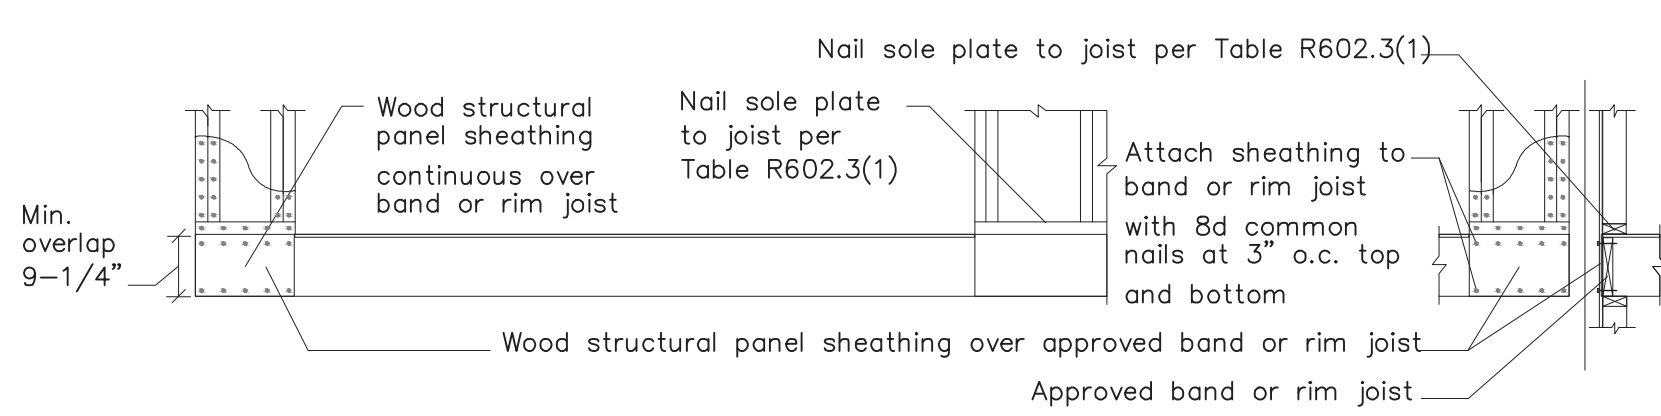 Nail sole plate to joist per Table R602.3(1)
Wood structural
panel sheathing
continuous over
band or rim joist
Nail sole plate
to joist per
Table R602.3(1)
Attach sheathing to
band or rim joist
with 8d common
nails at 3” o.c. top
and bottom
Min.
overlap
9–1/4”
Wood structural panel sheathing over approved band or rim joist
Approved band or rim joist